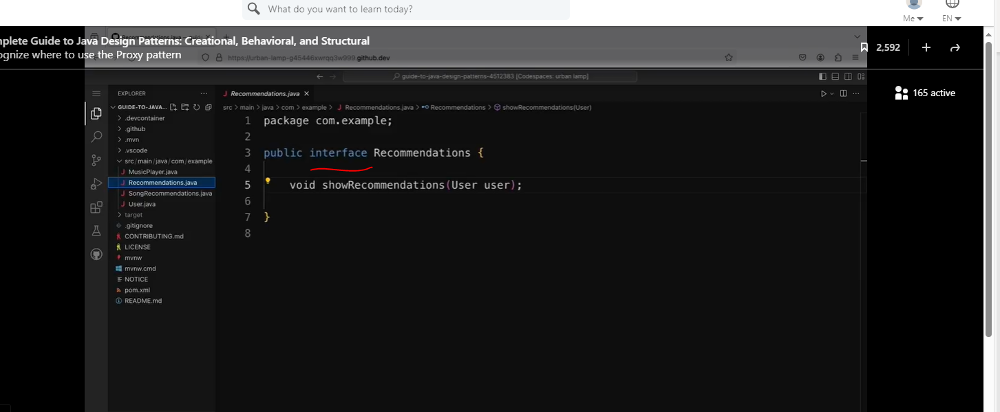 What do you want to learn today?
Me
EN
mplete Guide to Java Design Patterns: Creational, Behavioral, and Structural
ognize where to use the Proxy pattern
2,592
165 active
Recommendations.java
https://urban-lamp-g45446xwrqq3w999.github.dev
guide-to-java-design-patterns-4512383 [Codespaces: urban lamp]
EXPLORER
GUIDE-TO-JAVA...
.devcontainer
.github
.mvn
.vscode
src/main/java/com/example
MusicPlayer.java
Recommendations.java
SongRecommendations.java
User.java
target
.gitignore
CONTRIBUTING.md
LICENSE
mvnw
mvnw.cmd
NOTICE
pom.xml
README.md
Recommendations.java
src > main > java > com > example > Recommendations.java > Recommendations > showRecommendations(User)
1 package com.example;
2
3 public interface Recommendations {
4
5 void showRecommendations(User user);
6
7 }
8